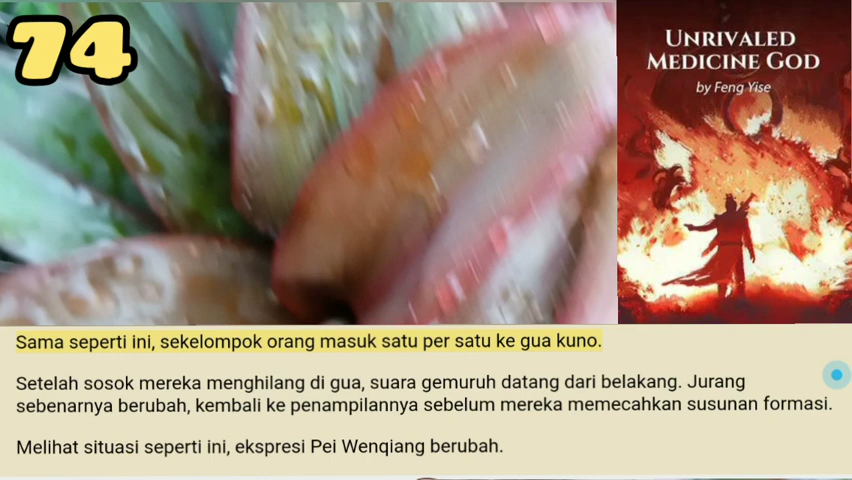 74
UNRIVALED
MEDICINE GOD
by Feng Yise
Sama seperti ini, sekelompok orang masuk satu per satu ke gua kuno.
Setelah sosok mereka menghilang di gua, suara gemuruh datang dari belakang. Jurang
sebenarnya berubah, kembali ke penampilannya sebelum mereka memecahkan susunan formasi.
Melihat situasi seperti ini, ekspresi Pei Wenqiang berubah.